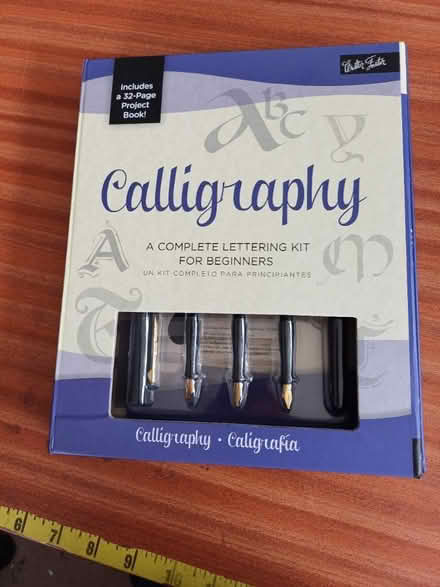 Includes
a 32-Page
Project
Book!
Walter Foster
ABC
Calligraphy
A COMPLETE LETTERING KIT
FOR BEGINNERS
UN KIT COMPLETO PARA PRINCIPIANTES
A
Calligraphy • Caligrafía
6 7 8 9